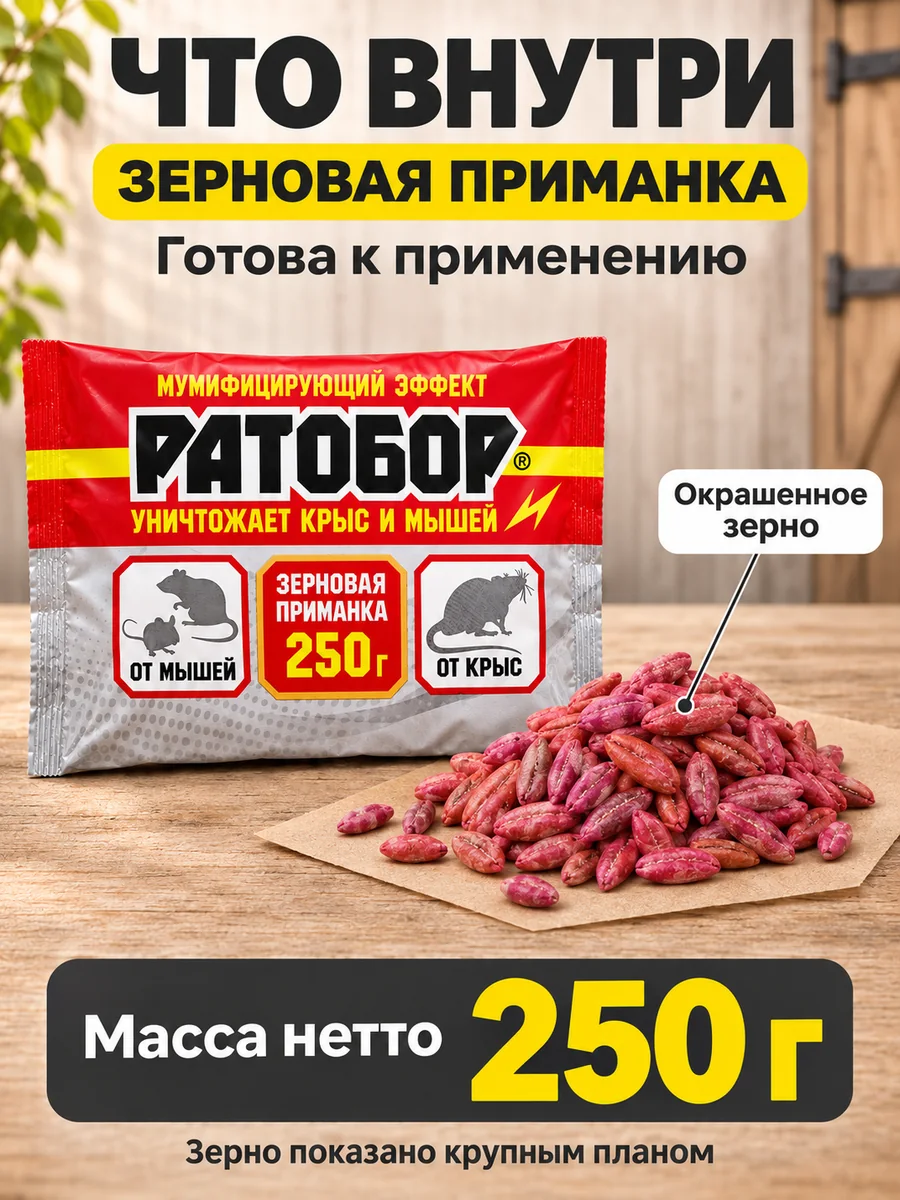 ЧТО ВНУТРИ
ЗЕРНОВАЯ ПРИМАНКА
Готова к применению
МУМИФИЦИРУЮЩИЙ ЭФФЕКТ
РАТОБОР®
УНИЧТОЖАЕТ КРЫС И МЫШЕЙ
ОТ МЫШЕЙ
ЗЕРНОВАЯ
ПРИМАНКА
250 г
ОТ КРЫС
Окрашенное
зерно
Масса нетто 250 г
Зерно показано крупным планом